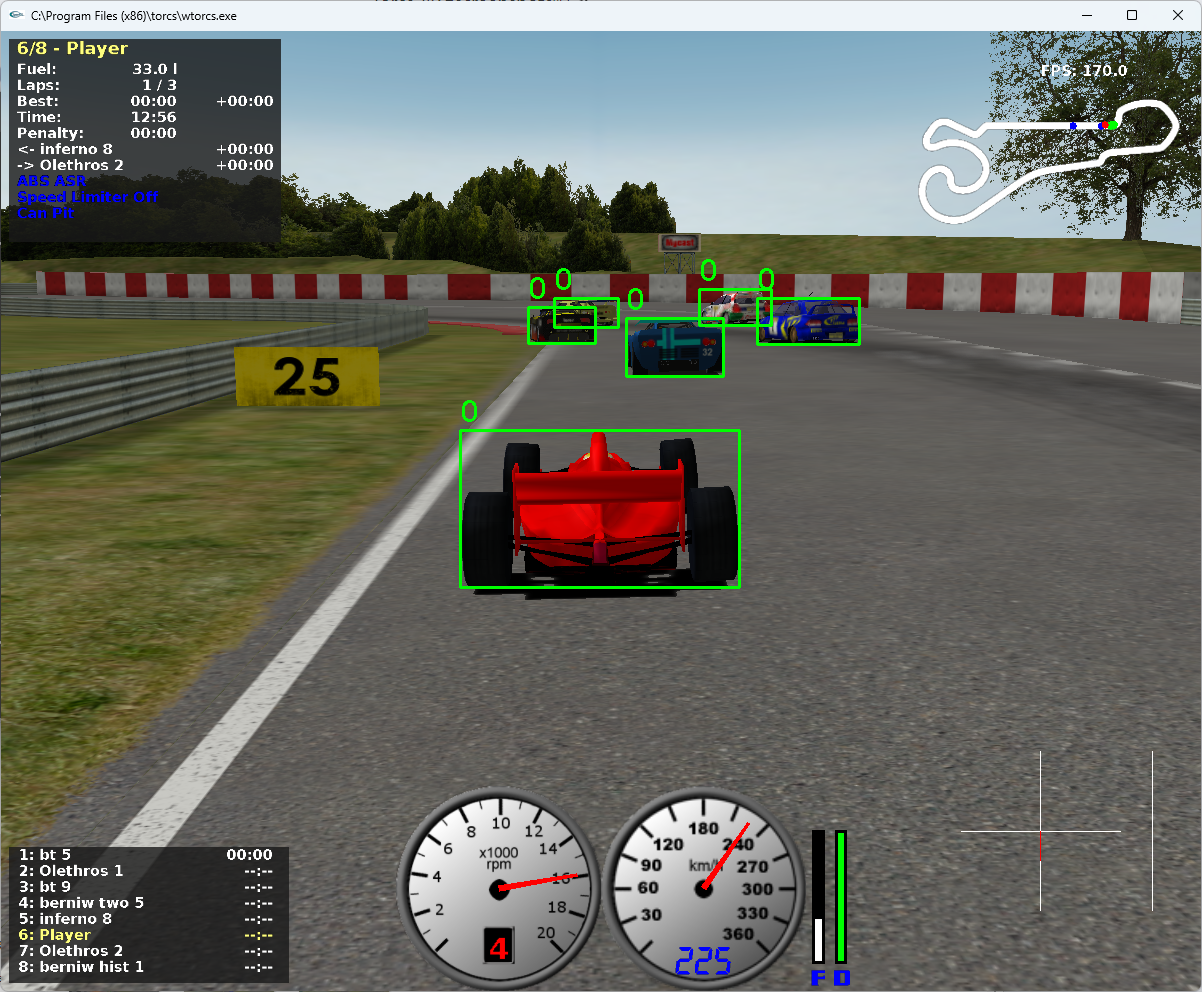 C:\Program Files (x86)\torcs\wtorcs.exe
6/8 - Player
Fuel: 33.0 l
Laps: 1 / 3
Best: 00:00 +00:00
Time: 12:56
Penalty: 00:00
<- inferno 8 +00:00
-> Olethros 2 +00:00
ABS ASR
Speed Limiter Off
Can Pit
FPS: 170.0
0 0 0 0 0
32
25
0
2 4 6 8 10 12 14 16 18 20
x1000
rpm
4
30 60 90 120 180 240 270 300 330 360
km/h
225
F D
1: bt 5 00:00
2: Olethros 1 --:--
3: bt 9 --:--
4: berniw two 5 --:--
5: inferno 8 --:--
6: Player --:--
7: Olethros 2 --:--
8: berniw hist 1 --:--